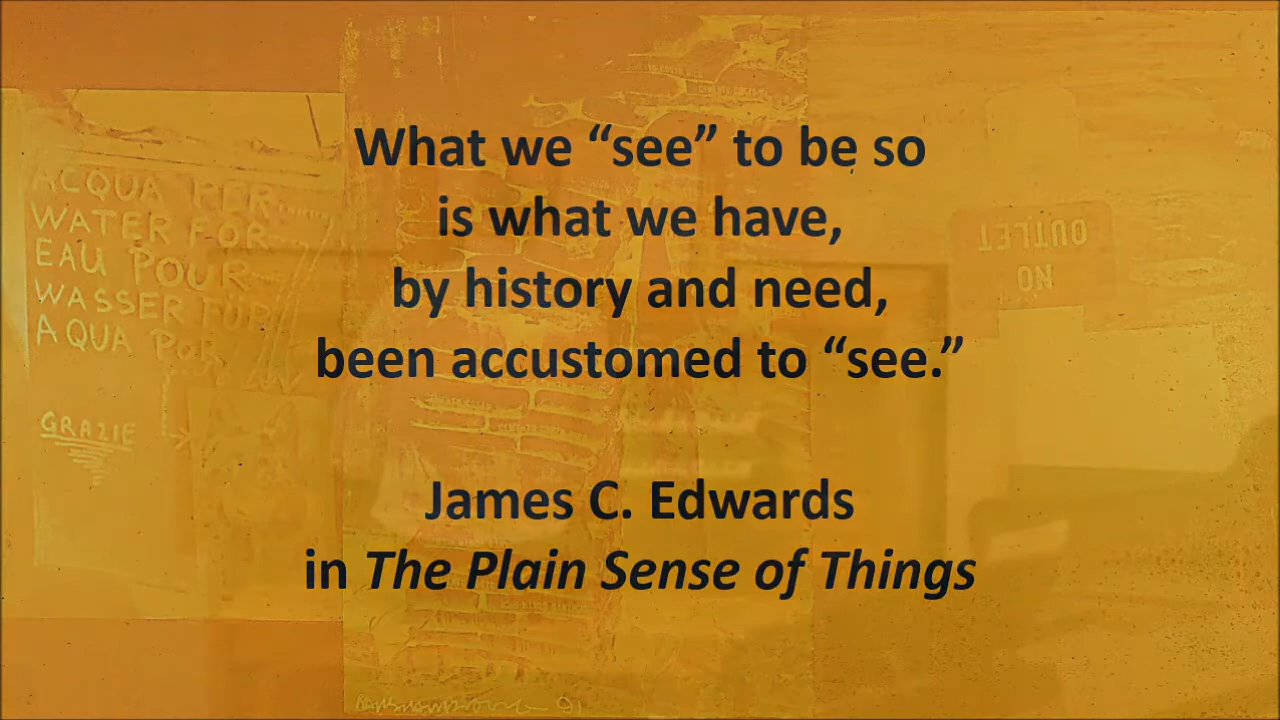 What we “see” to be so
is what we have,
by history and need,
been accustomed to “see.”
James C. Edwards
in The Plain Sense of Things
ACQUA PER
WATER FOR
EAU POUR
WASSER FÜR
AQUA POR
GRAZIE
OUTLET
NO